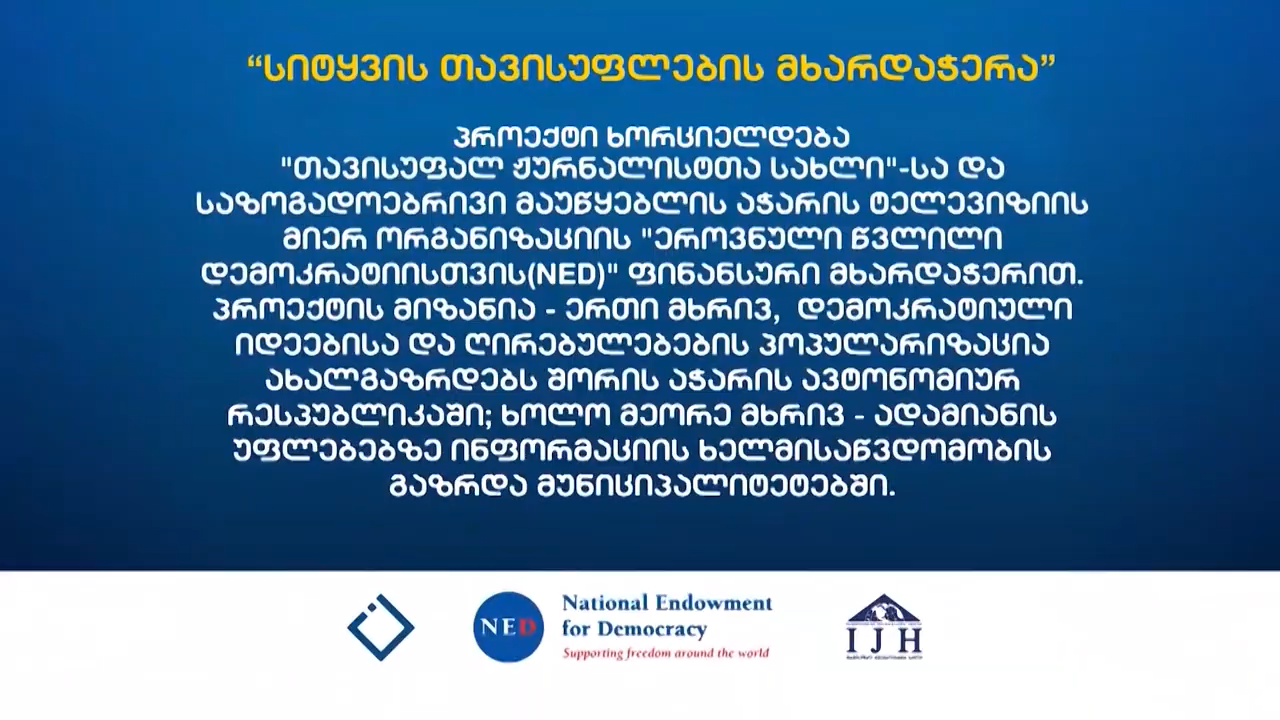 “სიტყვის თავისუფლების მხარდაჭერა”
პროექტი ხორციელდება
"თავისუფალ ჟურნალისტთა სახლი"-სა და
საზოგადოებრივი მაუწყებლის აჭარის ტელევიზიის
მიერ ორგანიზაციის "ეროვნული წვლილი
დემოკრატიისთვის(NED)" ფინანსური მხარდაჭერით.
პროექტის მიზანია - ერთი მხრივ, დემოკრატიული
იდეებისა და ღირებულებების პოპულარიზაცია
ახალგაზრდებს შორის აჭარის ავტონომიურ
რესპუბლიკაში; ხოლო მეორე მხრივ - ადამიანის
უფლებებზე ინფორმაციის ხელმისაწვდომობის
გაზრდა მუნიციპალიტეტებში.
NED
National Endowment
for Democracy
Supporting freedom around the world
IJH